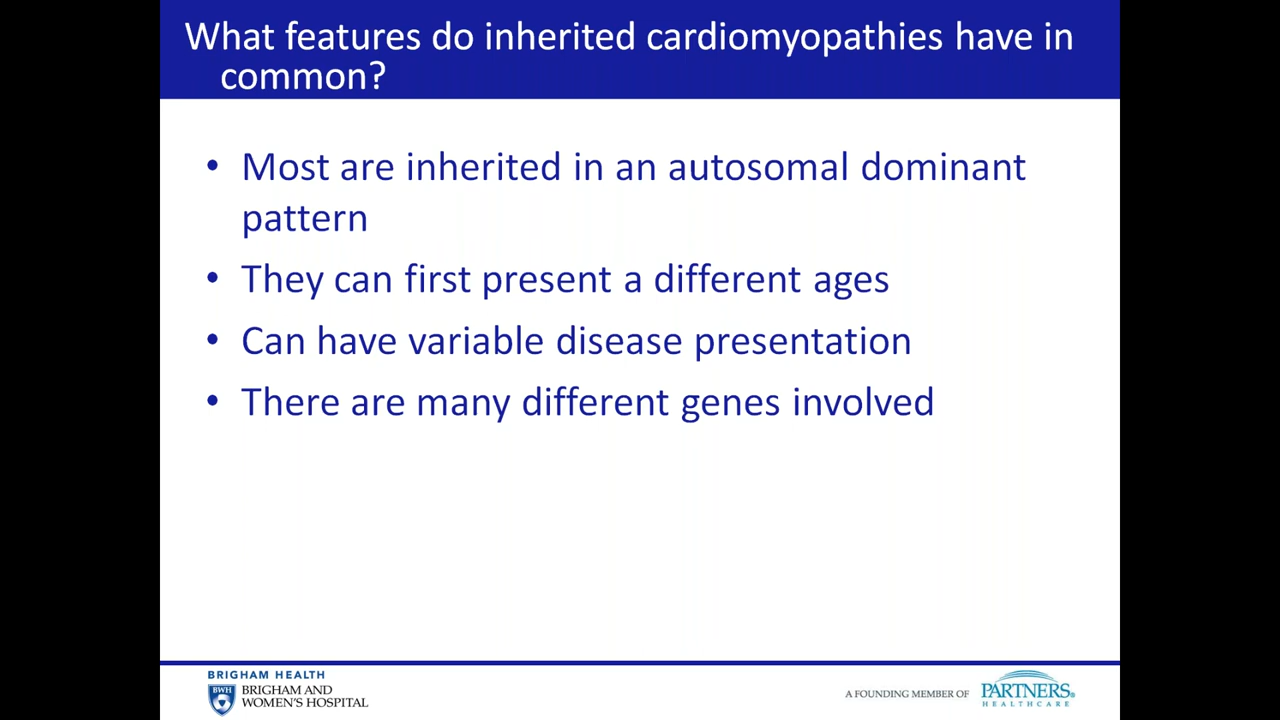 What features do inherited cardiomyopathies have in
common?
• Most are inherited in an autosomal dominant
pattern
• They can first present a different ages
• Can have variable disease presentation
• There are many different genes involved
BRIGHAM HEALTH
BWH
BRIGHAM AND
WOMEN'S HOSPITAL
A FOUNDING MEMBER OF
PARTNERS.
HEALTHCARE